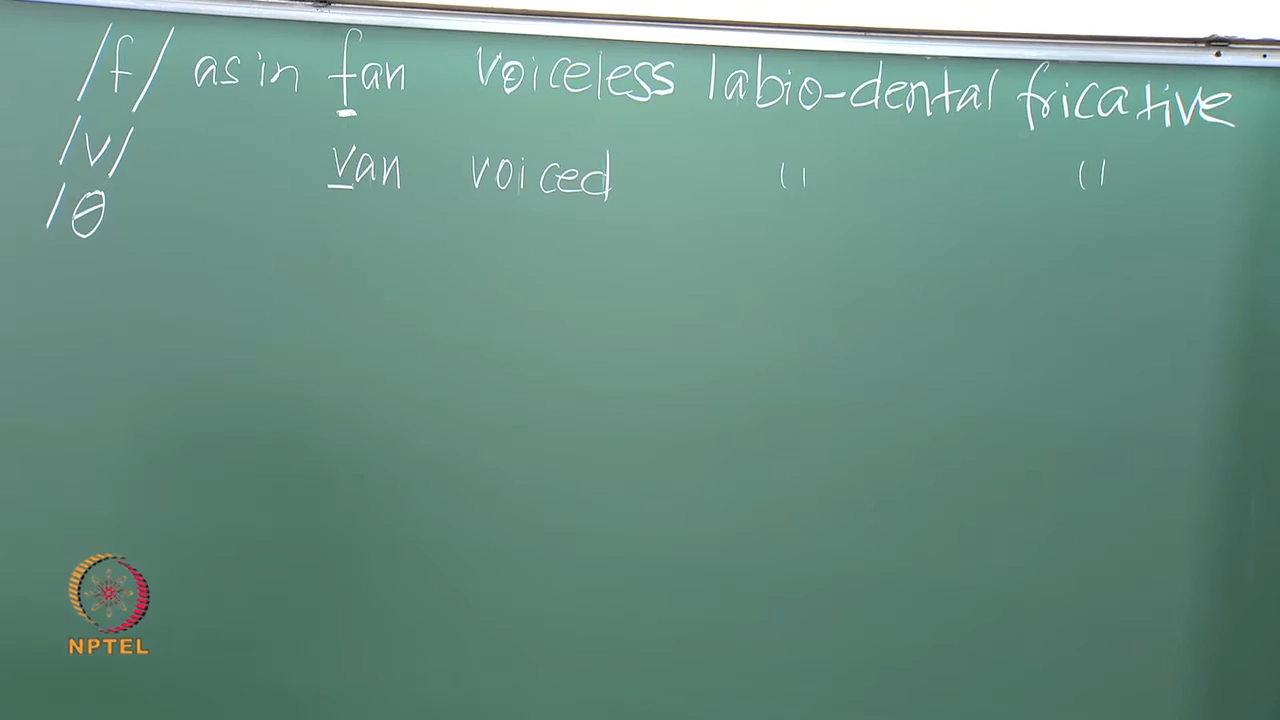 /f/ as in fan voiceless labio-dental fricative
/v/ van voiced " "
/θ
NPTEL